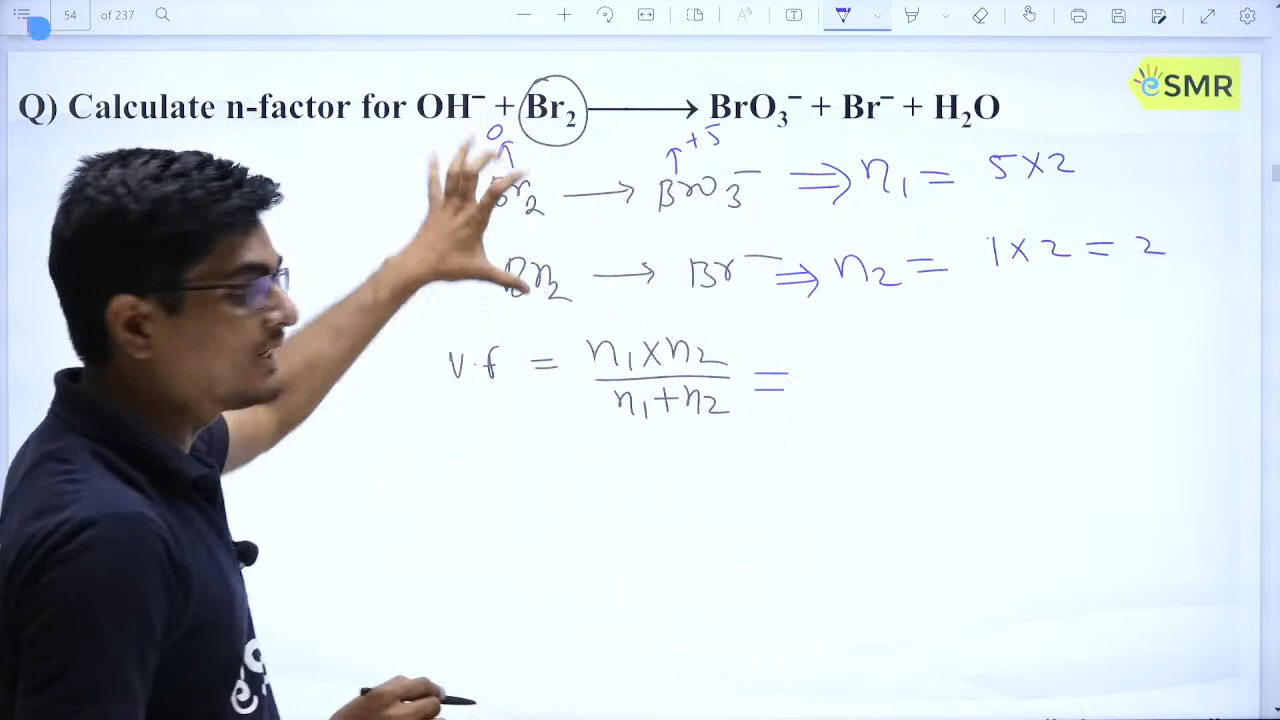 54 of 237
eSMR
Q) Calculate n-factor for OH⁻ + Br₂ ⟶ BrO₃⁻ + Br⁻ + H₂O
0 +5
Br₂ → BrO₃⁻ ⇒ n₁ = 5×2
Br₂ → Br⁻ ⇒ n₂ = 1×2 = 2
v.f = n₁×n₂ =
n₁+n₂